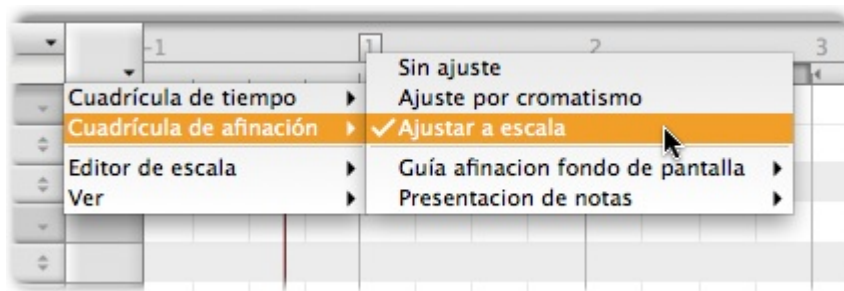 -1 1 2 3
Cuadrícula de tiempo
Cuadrícula de afinación
Editor de escala
Ver
Sin ajuste
Ajuste por cromatismo
Ajustar a escala
Guía afinacion fondo de pantalla
Presentacion de notas